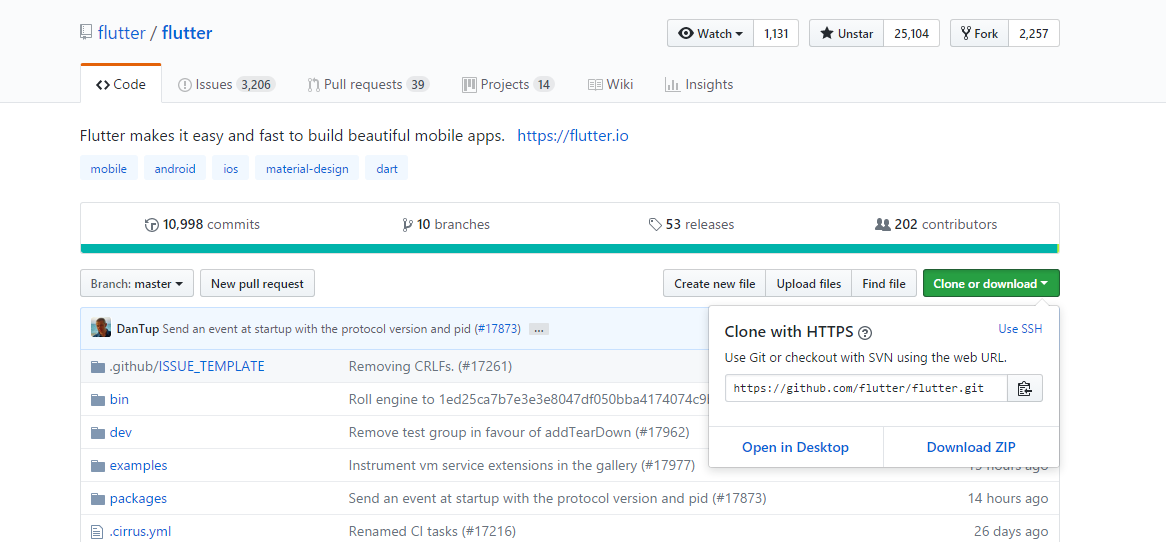 flutter / flutter Watch 1,131 Unstar 25,104 Fork 2,257
Code Issues 3,206 Pull requests 39 Projects 14 Wiki Insights
Flutter makes it easy and fast to build beautiful mobile apps. https://flutter.io
mobile android ios material-design dart
10,998 commits 10 branches 53 releases 202 contributors
Branch: master New pull request Create new file Upload files Find file Clone or download
DanTup Send an event at startup with the protocol version and pid (#17873) ...
Clone with HTTPS Use SSH
Use Git or checkout with SVN using the web URL.
https://github.com/flutter/flutter.git
Open in Desktop Download ZIP
.github/ISSUE_TEMPLATE Removing CRLFs. (#17261)
bin Roll engine to
dev Remove test group in favour of addTearDown (#17962)
examples Instrument vm service extensions in the gallery (#17977) hours ago
packages Send an event at startup with the protocol version and pid (#17873) 14 hours ago
.cirrus.yml Renamed CI tasks (#17216) 26 days ago